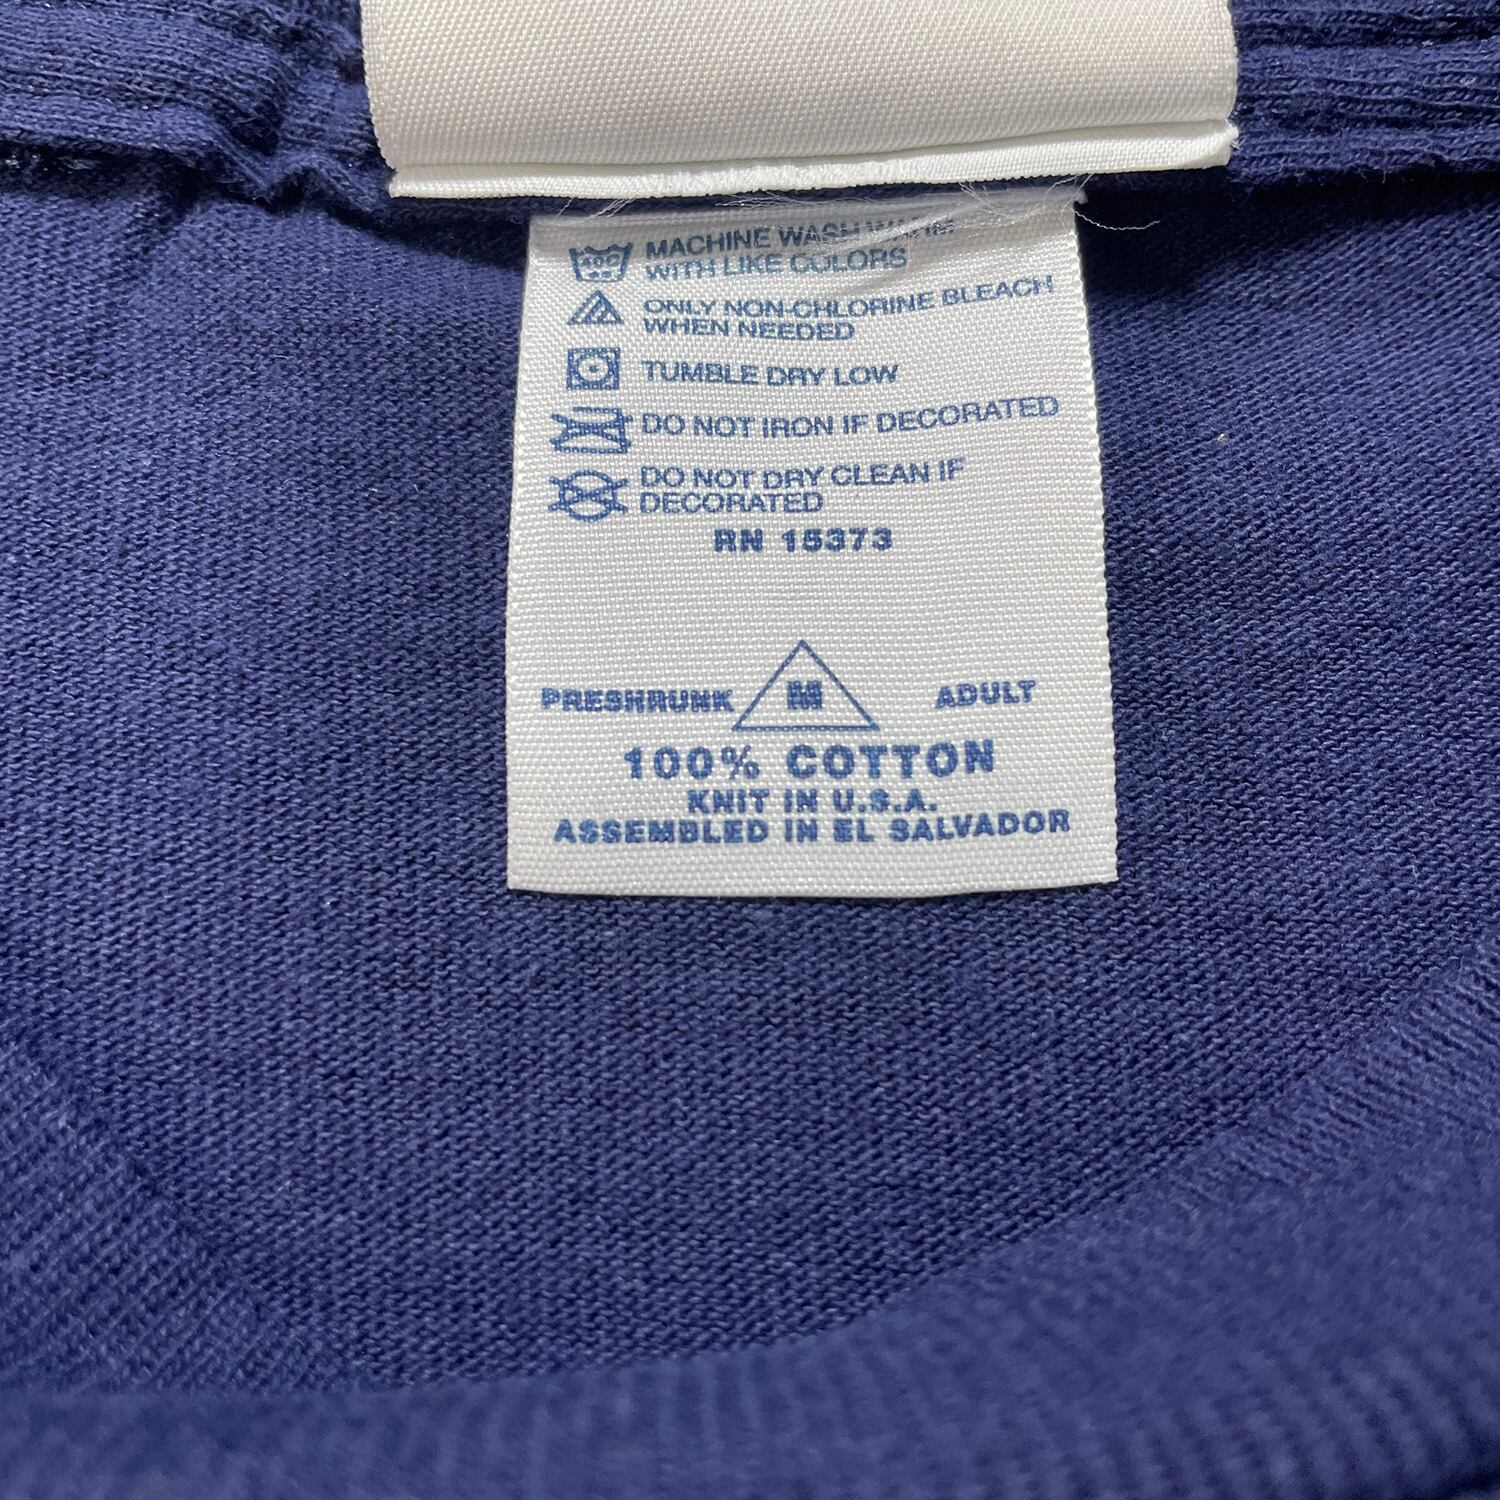 40C
MACHINE WASH WARM
WITH LIKE COLORS
ONLY NON-CHLORINE BLEACH
WHEN NEEDED
TUMBLE DRY LOW
DO NOT IRON IF DECORATED
DO NOT DRY CLEAN IF
DECORATED
RN 15373
PRESHRUNK M ADULT
100% COTTON
KNIT IN U.S.A.
ASSEMBLED IN EL SALVADOR